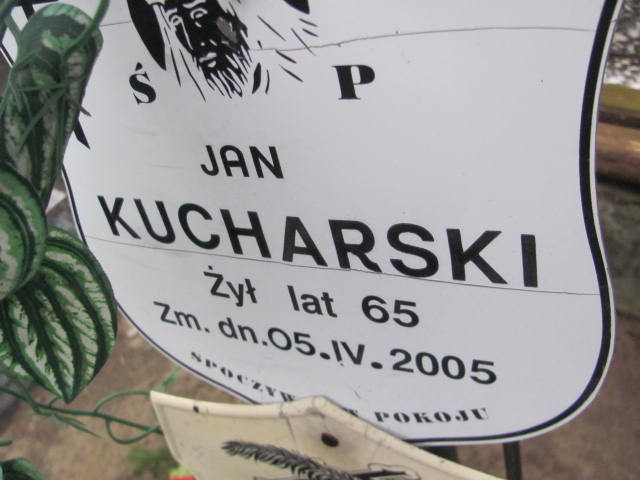 Ś P
JAN
KUCHARSKI
Żył lat 65
Zm. dn.05.IV.2005
POKOJU